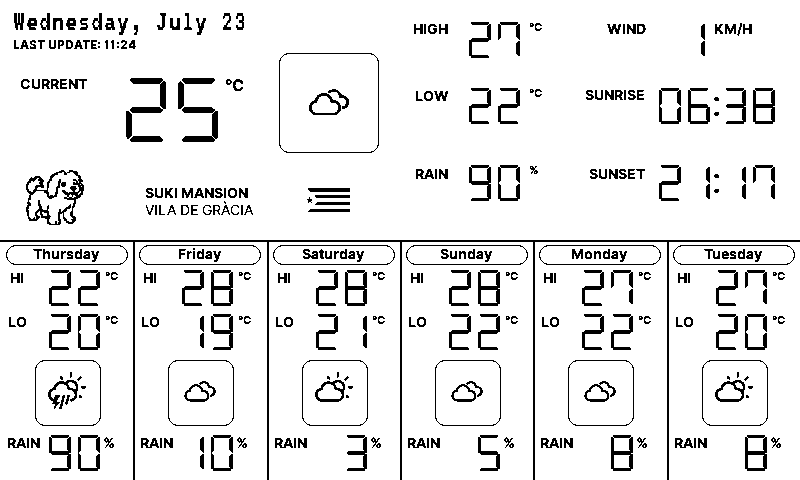 Wednesday, July 23
LAST UPDATE: 11:24
CURRENT 25 °C
SUKI MANSION
VILA DE GRÀCIA
HIGH 27 °C
LOW 22 °C
RAIN 90 %
WIND 1 KM/H
SUNRISE 06:38
SUNSET 21:17
Thursday
HI 22 °C
LO 20 °C
RAIN 90 %
Friday
HI 28 °C
LO 19 °C
RAIN 10 %
Saturday
HI 28 °C
LO 21 °C
RAIN 3 %
Sunday
HI 28 °C
LO 22 °C
RAIN 5 %
Monday
HI 27 °C
LO 22 °C
RAIN 8 %
Tuesday
HI 27 °C
LO 20 °C
RAIN 8 %